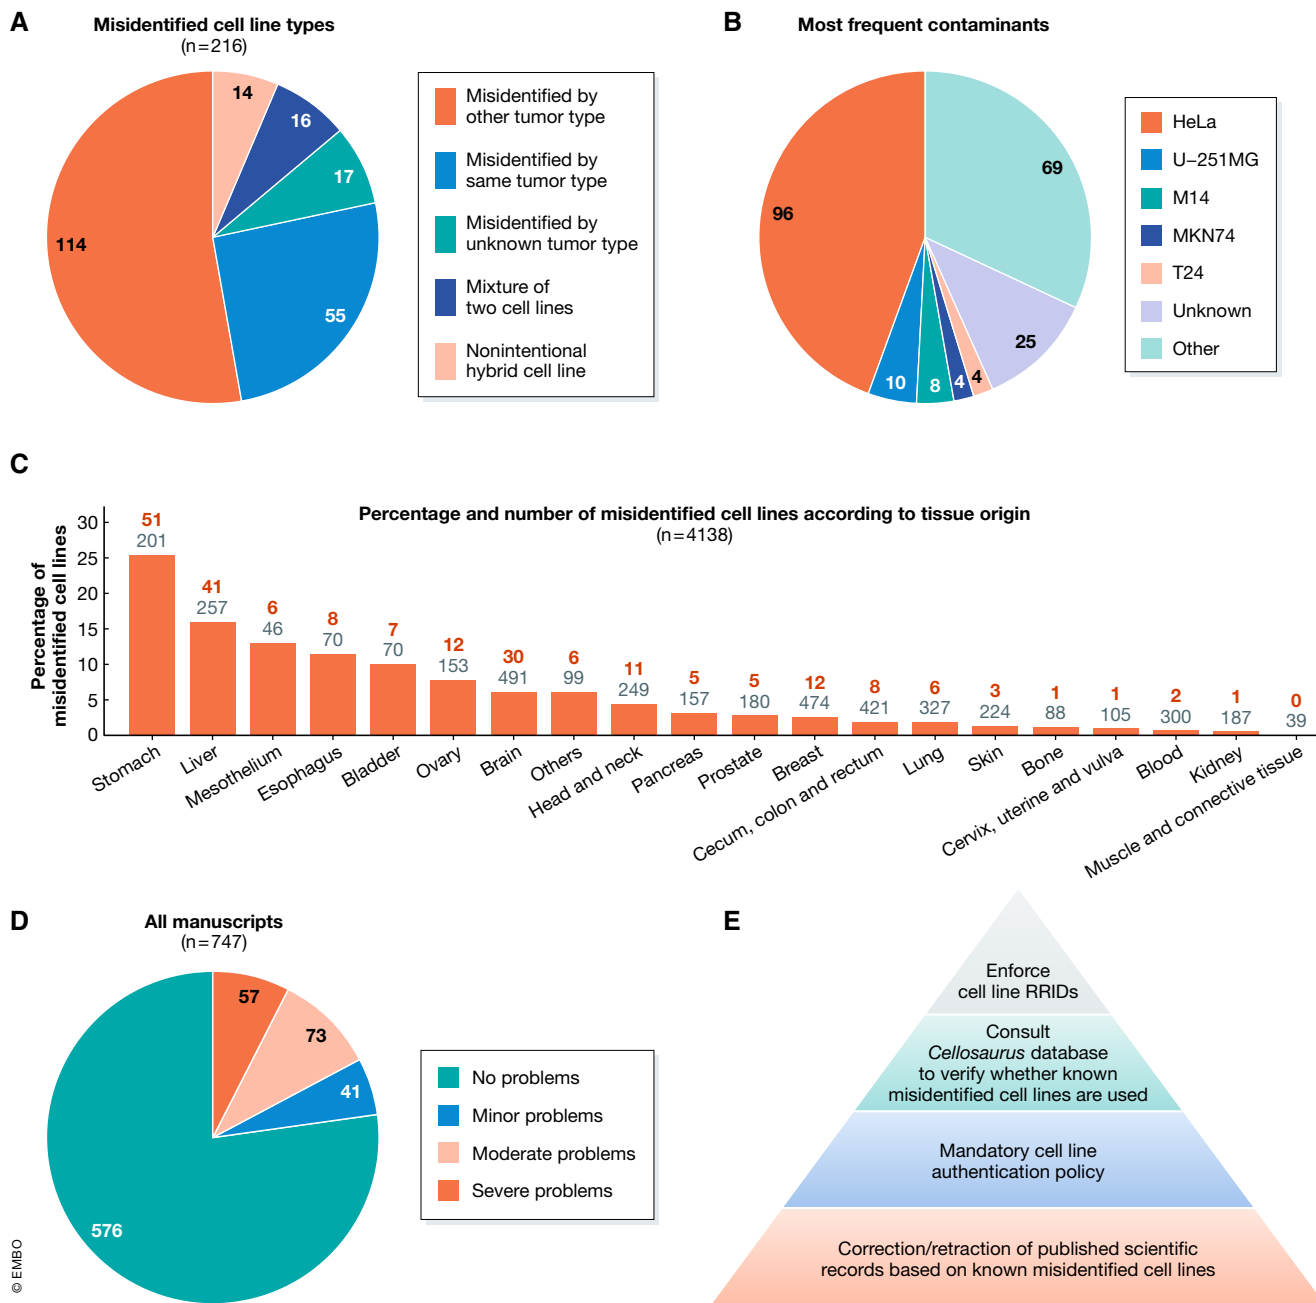 A
Misidentified cell line types
(n=216)
14
16
17
55
114
Misidentified by
other tumor type
Misidentified by
same tumor type
Misidentified by
unknown tumor type
Mixture of
two cell lines
Nonintentional
hybrid cell line
B
Most frequent contaminants
69
25
4
4
8
10
96
HeLa
U−251MG
M14
MKN74
T24
Unknown
Other
C
Percentage and number of misidentified cell lines according to tissue origin
(n=4138)
Percentage of
misidentified cell lines
30
25
20
15
10
5
0
51
201
41
257
6
46
8
70
7
70
12
153
30
491
6
99
11
249
5
157
5
180
12
474
8
421
6
327
3
224
1
88
1
105
2
300
1
187
0
39
Stomach
Liver
Mesothelium
Esophagus
Bladder
Ovary
Brain
Others
Head and neck
Pancreas
Prostate
Breast
Cecum, colon and rectum
Lung
Skin
Bone
Cervix, uterine and vulva
Blood
Kidney
Muscle and connective tissue
D
All manuscripts
(n=747)
57
73
41
576
No problems
Minor problems
Moderate problems
Severe problems
E
Enforce
cell line RRIDs
Consult
Cellosaurus database
to verify whether known
misidentified cell lines are used
Mandatory cell line
authentication policy
Correction/retraction of published scientific
records based on known misidentified cell lines
© EMBO